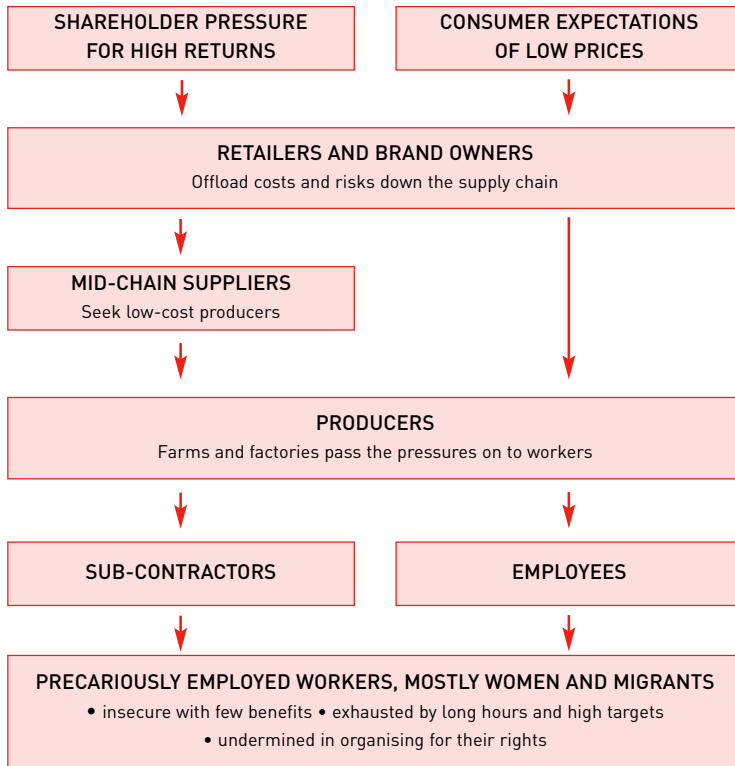 SHAREHOLDER PRESSURE
FOR HIGH RETURNS
CONSUMER EXPECTATIONS
OF LOW PRICES
RETAILERS AND BRAND OWNERS
Offload costs and risks down the supply chain
MID-CHAIN SUPPLIERS
Seek low-cost producers
PRODUCERS
Farms and factories pass the pressures on to workers
SUB-CONTRACTORS
EMPLOYEES
PRECARIOUSLY EMPLOYED WORKERS, MOSTLY WOMEN AND MIGRANTS
• insecure with few benefits • exhausted by long hours and high targets
• undermined in organising for their rights